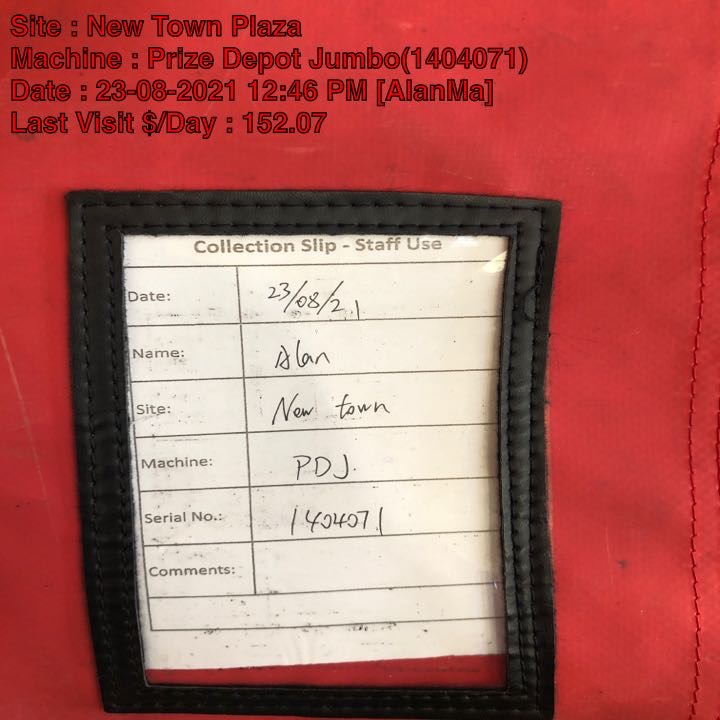 Site : New Town Plaza
Machine : Prize Depot Jumbo(1404071)
Date : 23-08-2021 12:46 PM [AlanMa]
Last Visit $/Day : 152.07
Collection Slip - Staff Use
Date: 23/08/21
Name: Alan
Site: New town
Machine: PDJ.
Serial No.: 1404071
Comments: